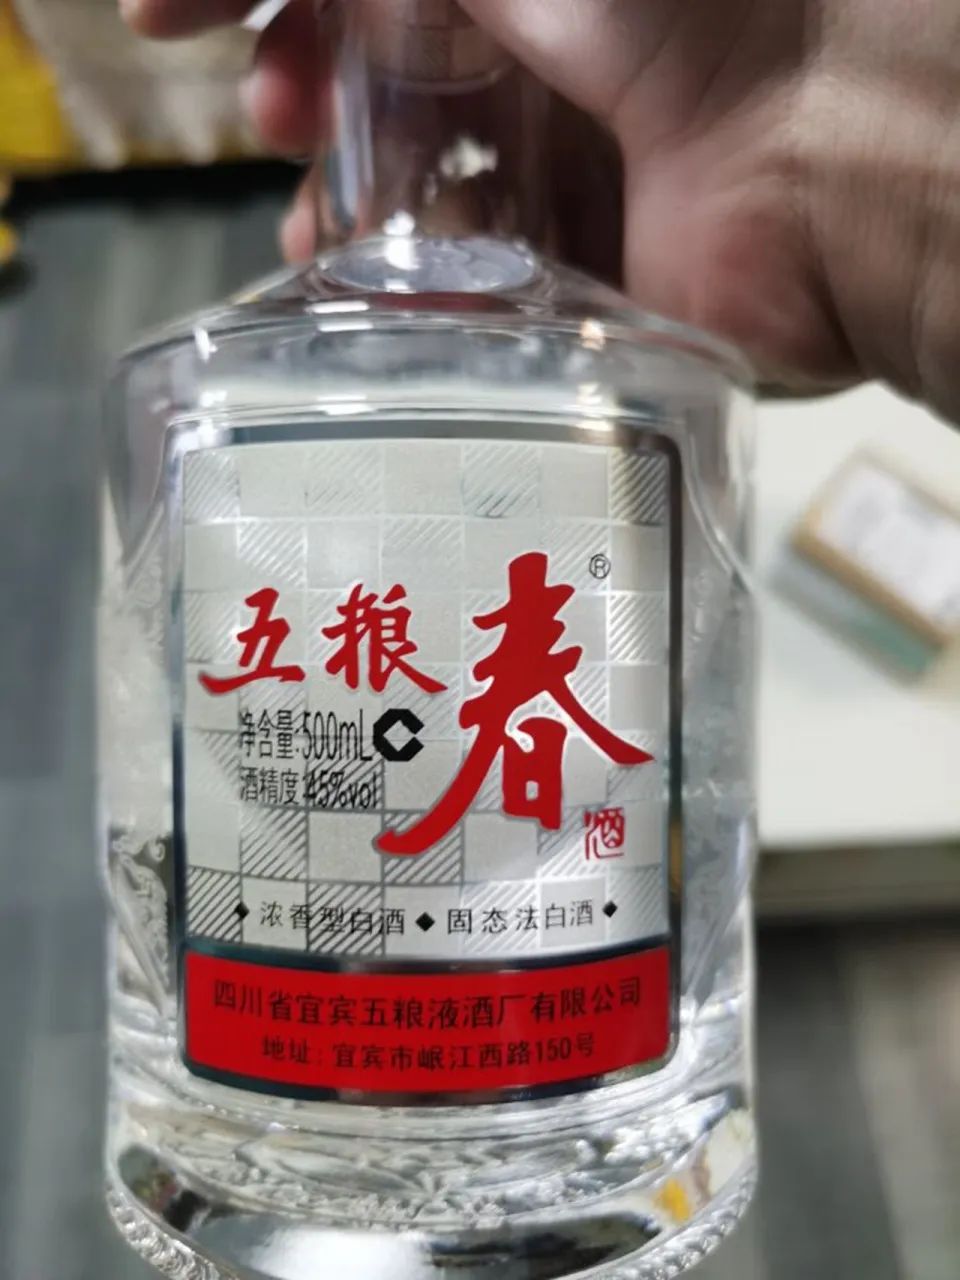 五粮春®
净含量:500mL C
酒精度:45%vol
酒
◆浓香型白酒◆固态法白酒◆
四川省宜宾五粮液酒厂有限公司
地址:宜宾市岷江西路150号